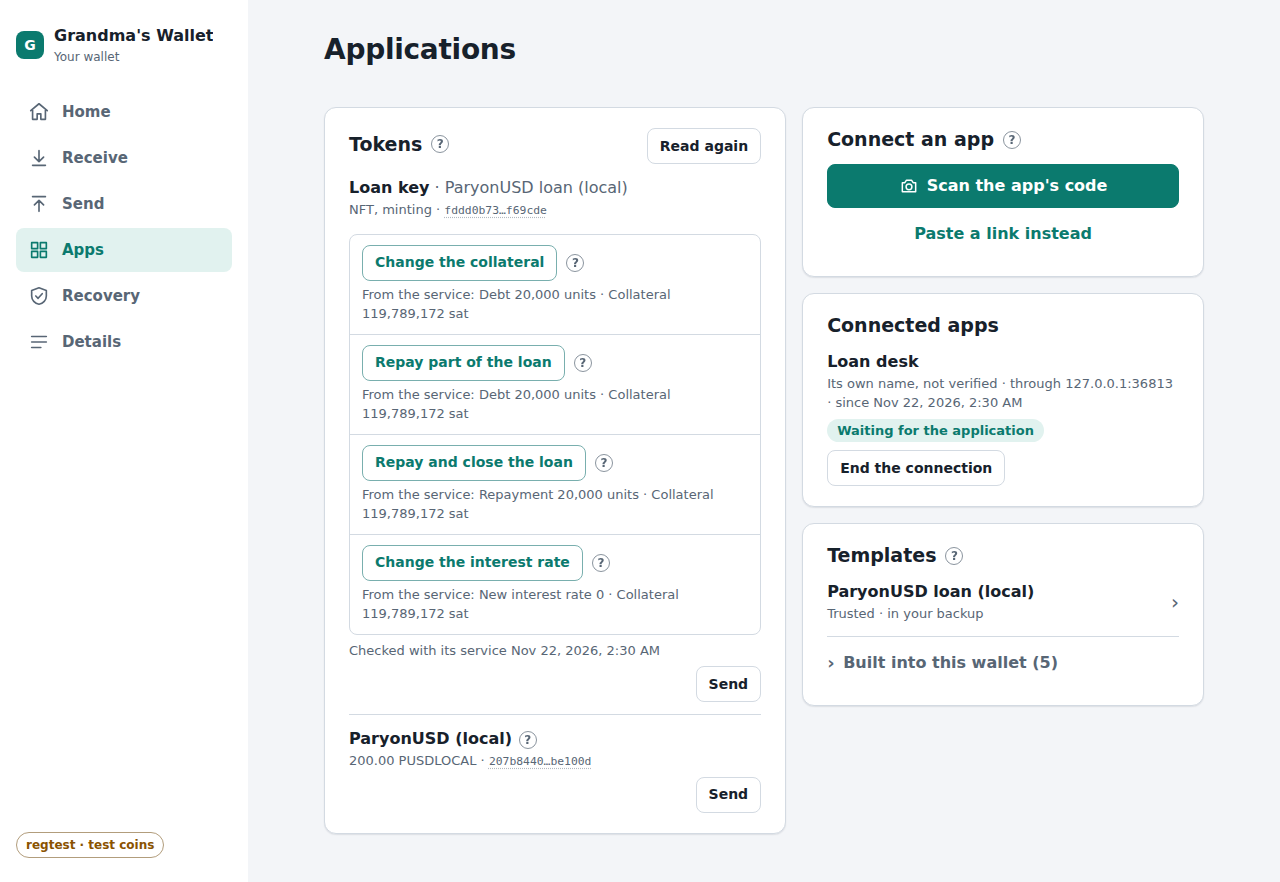 G
Grandma's Wallet
Your wallet
Home
Receive
Send
Apps
Recovery
Details
regtest · test coins
Applications
Tokens ?
Read again
Loan key · ParyonUSD loan (local)
NFT, minting · fddd0b73…f69cde
Change the collateral ?
From the service: Debt 20,000 units · Collateral
119,789,172 sat
Repay part of the loan ?
From the service: Debt 20,000 units · Collateral
119,789,172 sat
Repay and close the loan ?
From the service: Repayment 20,000 units · Collateral
119,789,172 sat
Change the interest rate ?
From the service: New interest rate 0 · Collateral
119,789,172 sat
Checked with its service Nov 22, 2026, 2:30 AM
Send
ParyonUSD (local) ?
200.00 PUSDLOCAL · 207b8440…be100d
Send
Connect an app ?
Scan the app's code
Paste a link instead
Connected apps
Loan desk
Its own name, not verified · through 127.0.0.1:36813
· since Nov 22, 2026, 2:30 AM
Waiting for the application
End the connection
Templates ?
ParyonUSD loan (local)
Trusted · in your backup
› Built into this wallet (5)